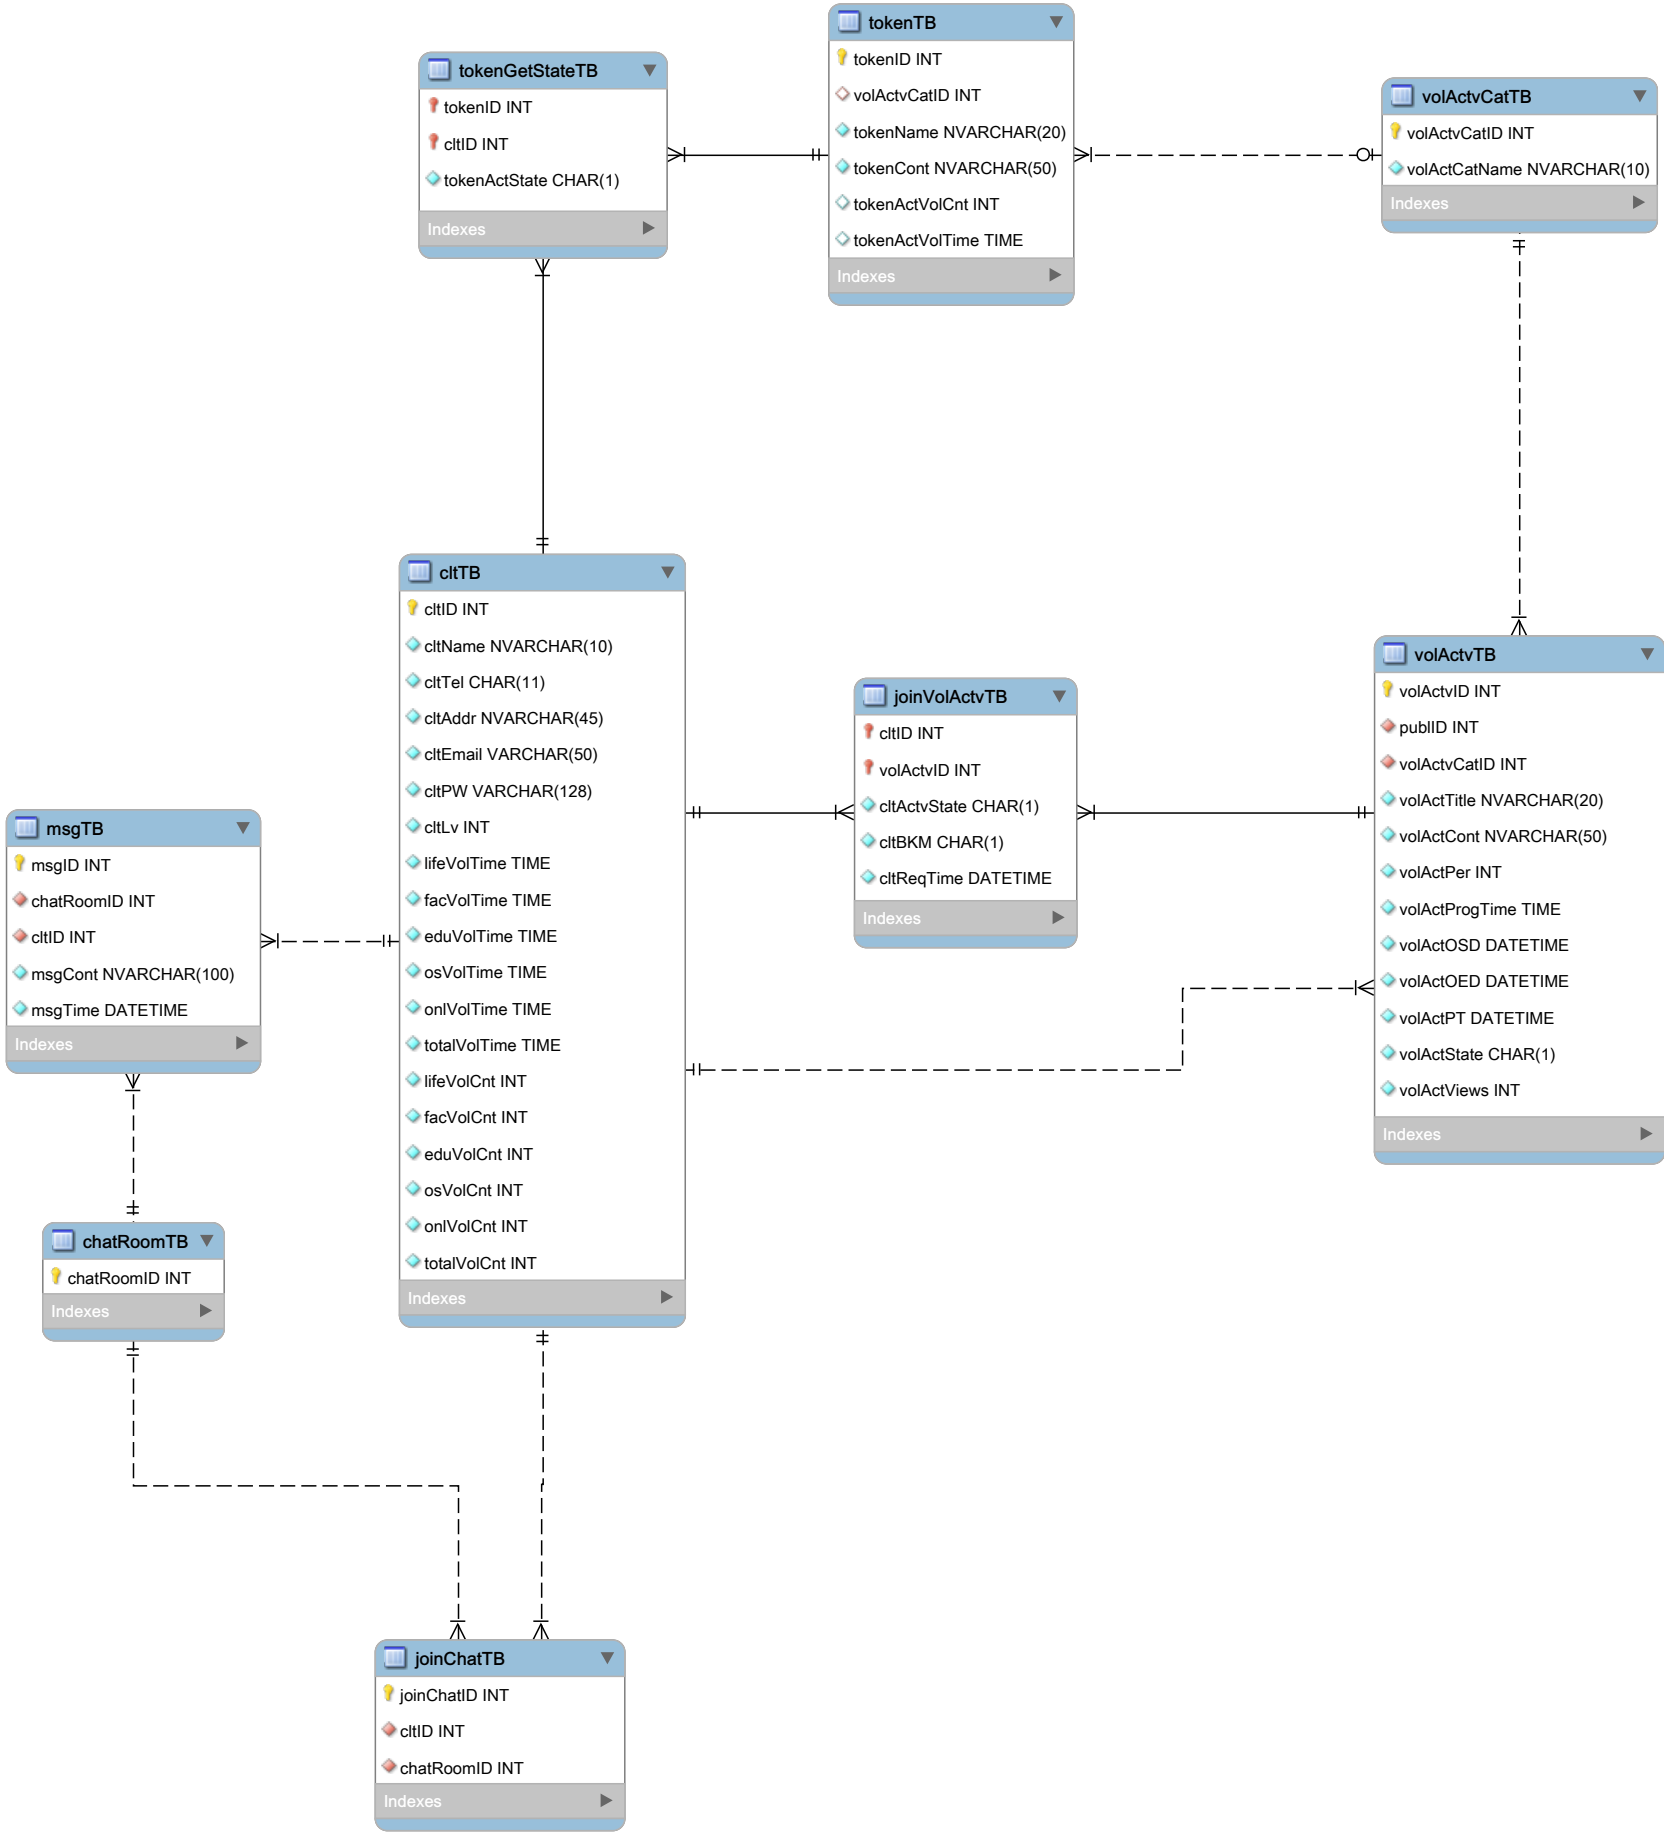 tokenTB
tokenID INT
volActvCatID INT
tokenName NVARCHAR(20)
tokenCont NVARCHAR(50)
tokenActVolCnt INT
tokenActVolTime TIME
Indexes
tokenGetStateTB
tokenID INT
cltID INT
tokenActState CHAR(1)
Indexes
volActvCatTB
volActvCatID INT
volActCatName NVARCHAR(10)
Indexes
cltTB
cltID INT
cltName NVARCHAR(10)
cltTel CHAR(11)
cltAddr NVARCHAR(45)
cltEmail VARCHAR(50)
cltPW VARCHAR(128)
cltLv INT
lifeVolTime TIME
facVolTime TIME
eduVolTime TIME
osVolTime TIME
onlVolTime TIME
totalVolTime TIME
lifeVolCnt INT
facVolCnt INT
eduVolCnt INT
osVolCnt INT
onlVolCnt INT
totalVolCnt INT
Indexes
joinVolActvTB
cltID INT
volActvID INT
cltActvState CHAR(1)
cltBKM CHAR(1)
cltReqTime DATETIME
Indexes
volActvTB
volActvID INT
publID INT
volActvCatID INT
volActTitle NVARCHAR(20)
volActCont NVARCHAR(50)
volActPer INT
volActProgTime TIME
volActOSD DATETIME
volActOED DATETIME
volActPT DATETIME
volActState CHAR(1)
volActViews INT
Indexes
msgTB
msgID INT
chatRoomID INT
cltID INT
msgCont NVARCHAR(100)
msgTime DATETIME
Indexes
chatRoomTB
chatRoomID INT
Indexes
joinChatTB
joinChatID INT
cltID INT
chatRoomID INT
Indexes